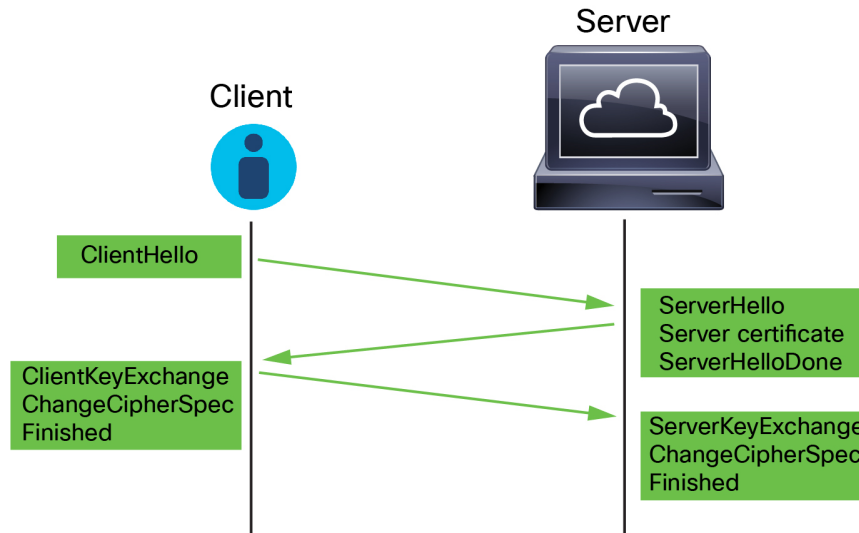 Server
Client
ClientHello
ServerHello
Server certificate
ServerHelloDone
ClientKeyExchange
ChangeCipherSpec
Finished
ServerKeyExchange
ChangeCipherSpec
Finished